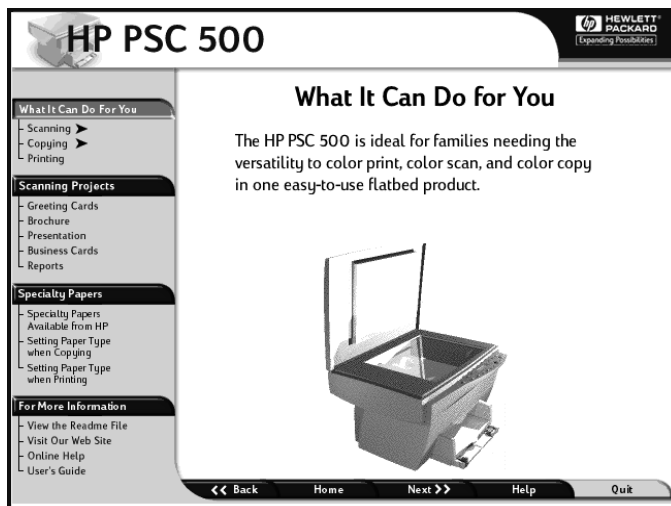 HP PSC 500
hp HEWLETT®
PACKARD
Expanding Possibilities
What It Can Do For You
Scanning ➤
Copying ➤
Printing
Scanning Projects
Greeting Cards
Brochure
Presentation
Business Cards
Reports
Specialty Papers
Specialty Papers
Available from HP
Setting Paper Type
when Copying
Setting Paper Type
when Printing
For More Information
View the Readme File
Visit Our Web Site
Online Help
User's Guide
What It Can Do for You
The HP PSC 500 is ideal for families needing the
versatility to color print, color scan, and color copy
in one easy-to-use flatbed product.
<< Back Home Next >> Help Quit